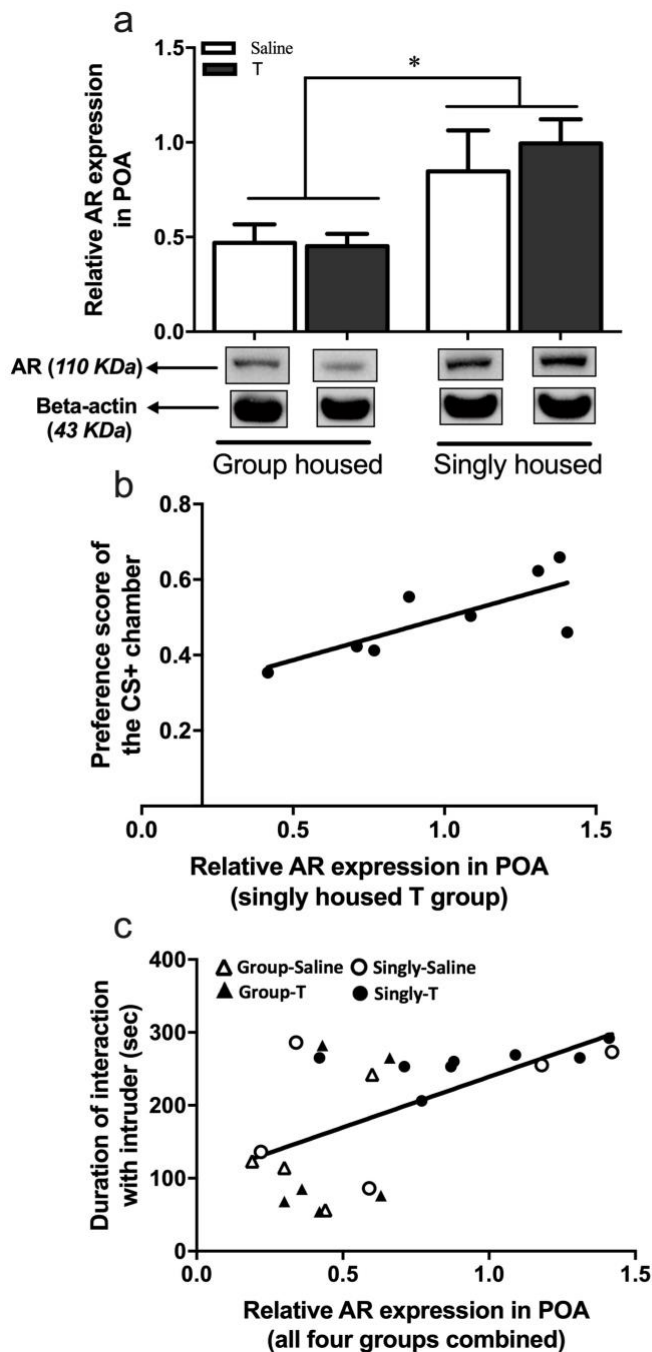 a
Saline
T
*
Relative AR expression
in POA
1.5
1.0
0.5
0.0
AR (110 KDa)
Beta-actin
(43 KDa)
Group housed
Singly housed
b
Preference score of
the CS+ chamber
0.8
0.6
0.4
0.2
0.0
0.5
1.0
1.5
Relative AR expression in POA
(singly housed T group)
c
Group-Saline
Singly-Saline
Group-T
Singly-T
Duration of interaction
with intruder (sec)
400
300
200
100
0
0.0
0.5
1.0
1.5
Relative AR expression in POA
(all four groups combined)